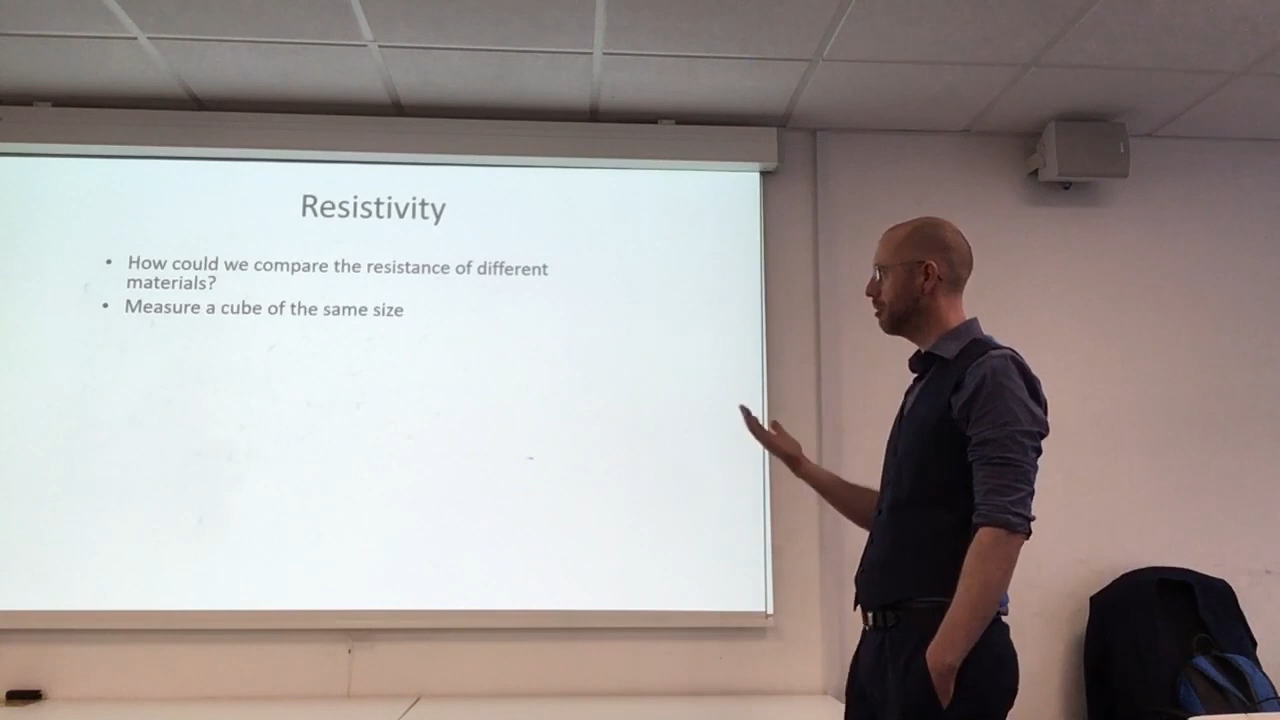 Resistivity
• How could we compare the resistance of different
materials?
• Measure a cube of the same size